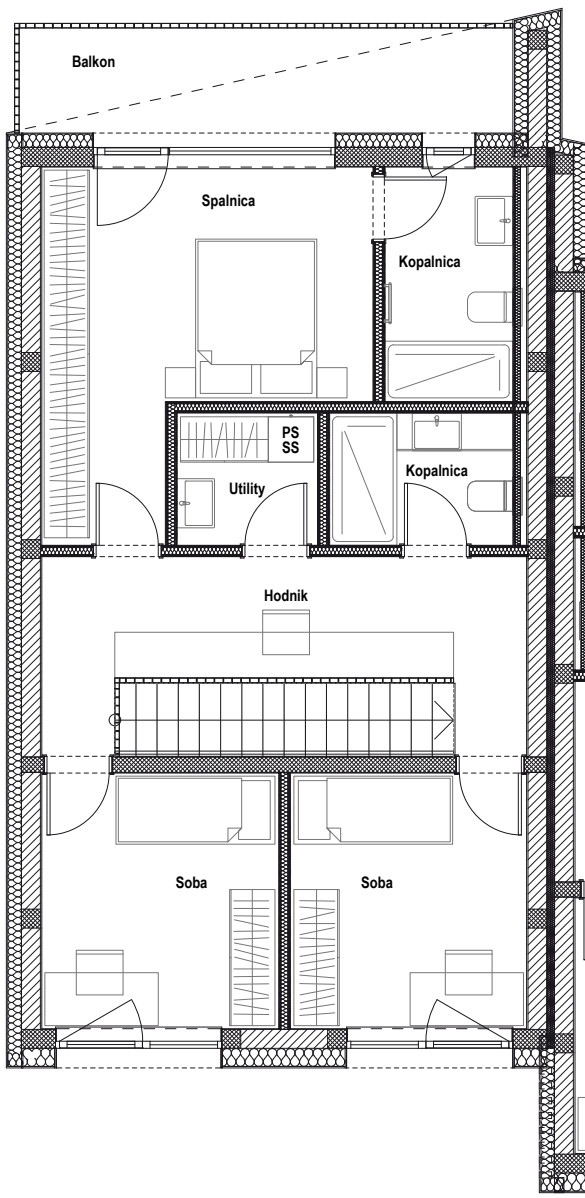 Balkon
Spalnica
Kopalnica
PS
SS
Kopalnica
Utility
Hodnik
Soba
Soba